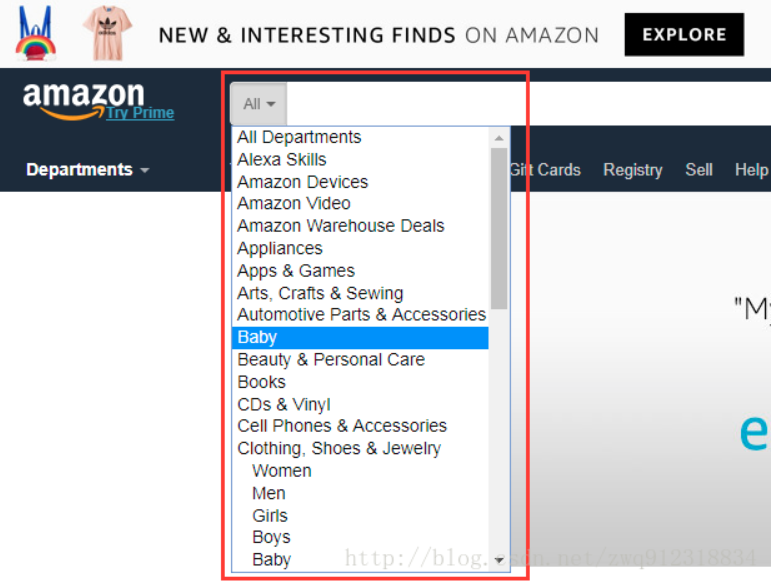 NEW & INTERESTING FINDS ON AMAZON EXPLORE
amazon
Try Prime
All
Departments
Gift Cards Registry Sell Help
All Departments
Alexa Skills
Amazon Devices
Amazon Video
Amazon Warehouse Deals
Appliances
Apps & Games
Arts, Crafts & Sewing
Automotive Parts & Accessories
Baby
Beauty & Personal Care
Books
CDs & Vinyl
Cell Phones & Accessories
Clothing, Shoes & Jewelry
Women
Men
Girls
Boys
Baby
"My
e
http://blog.csdn.net/zwq912318834